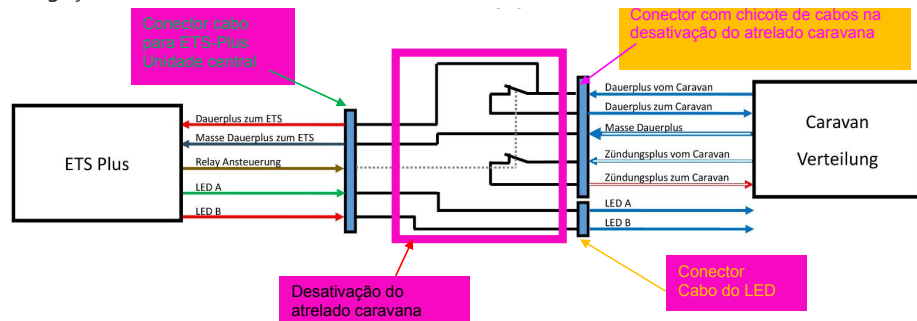 Conector cabo
para ETS-Plus
Unidade central
Conector com chicote de cabos na
desativação do atrelado caravana
ETS Plus
Dauerplus zum ETS
Masse Dauerplus zum ETS
Relay Ansteuerung
LED A
LED B
Dauerplus vom Caravan
Dauerplus zum Caravan
Masse Dauerplus
Zündungsplus vom Caravan
Zündungsplus zum Caravan
LED A
LED B
Caravan
Verteilung
Desativação do
atrelado caravana
Conector
Cabo do LED